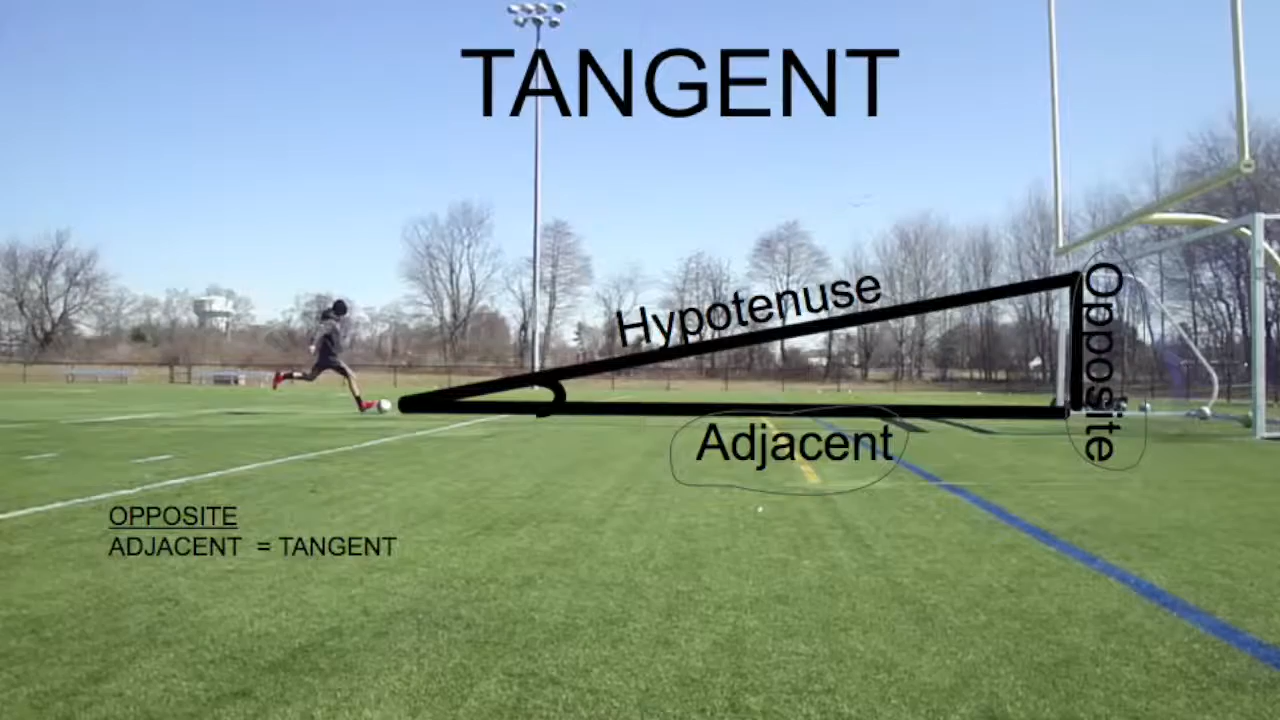 TANGENT
Hypotenuse
Opposite
Adjacent
OPPOSITE
ADJACENT = TANGENT